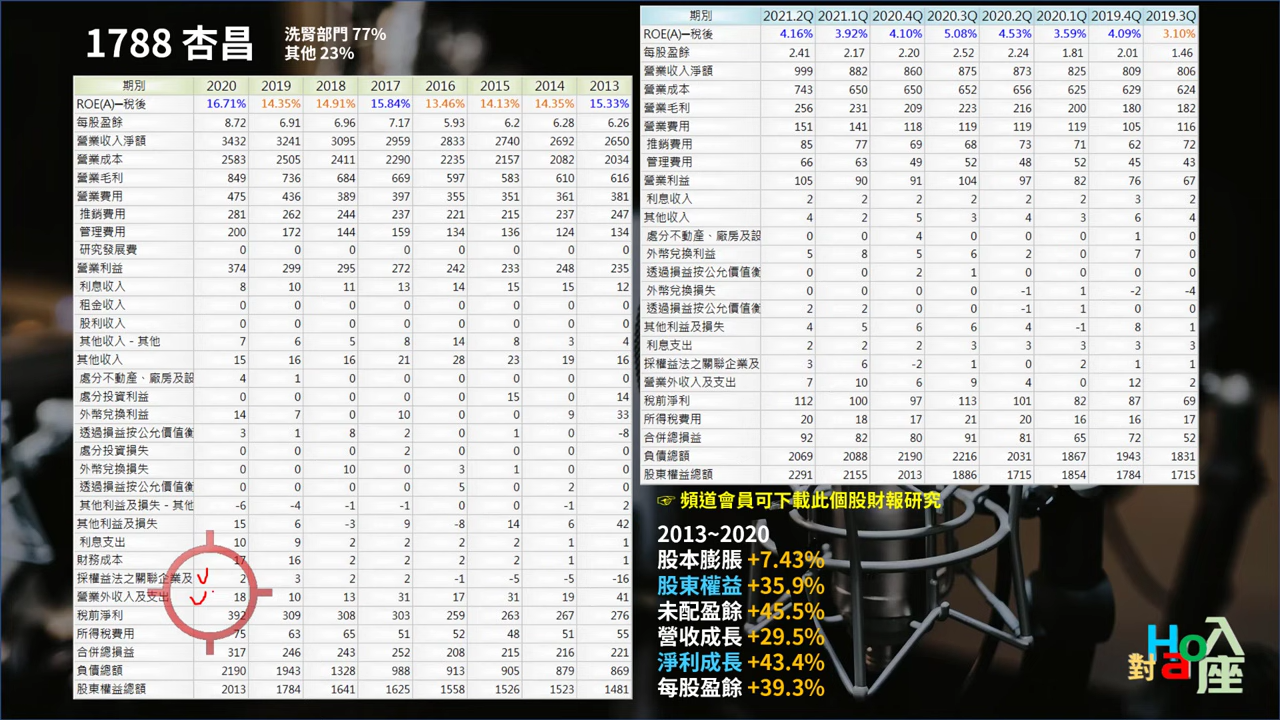 1788 杏昌
洗腎部門 77%
其他 23%
期別 2020 2019 2018 2017 2016 2015 2014 2013
ROE(A)─稅後 16.71% 14.35% 14.91% 15.84% 13.46% 14.13% 14.35% 15.33%
每股盈餘 8.72 6.91 6.96 7.17 5.93 6.2 6.28 6.26
營業收入淨額 3432 3241 3095 2959 2833 2740 2692 2650
營業成本 2583 2505 2411 2290 2235 2157 2082 2034
營業毛利 849 736 684 669 597 583 610 616
營業費用 475 436 389 397 355 351 361 381
推銷費用 281 262 244 237 221 215 237 247
管理費用 200 172 144 159 134 136 124 134
研究發展費 0 0 0 0 0 0 0 0
營業利益 374 299 295 272 242 233 248 235
利息收入 8 10 11 13 14 15 15 12
租金收入 0 0 0 0 0 0 0 0
股利收入 0 0 0 0 0 0 0 0
其他收入 - 其他 7 6 5 8 14 8 3 4
其他收入 15 16 16 21 28 23 19 16
處分不動產、廠房及設 4 1 0 0 0 0 0 0
處分投資利益 0 0 0 0 0 15 0 14
外幣兌換利益 14 7 0 10 0 0 9 33
透過損益按公允價值衡 3 1 8 2 0 1 0 -8
處分投資損失 0 0 0 2 0 0 0 0
外幣兌換損失 0 0 10 0 3 1 0 0
透過損益按公允價值衡 0 0 0 0 5 0 2 0
其他利益及損失 - 其他 -6 -4 -1 -1 0 0 -1 2
其他利益及損失 15 6 -3 9 -8 14 6 42
利息支出 10 9 2 2 2 2 1 1
財務成本 17 16 2 2 2 2 1 1
採權益法之關聯企業及 2 3 2 2 -1 -5 -5 -16
營業外收入及支出 18 10 13 31 17 31 19 41
稅前淨利 392 309 308 303 259 263 267 276
所得稅費用 75 63 65 51 52 48 51 55
合併總損益 317 246 243 252 208 215 216 221
負債總額 2190 1943 1328 988 913 905 879 869
股東權益總額 2013 1784 1641 1625 1558 1526 1523 1481
期別 2021.2Q 2021.1Q 2020.4Q 2020.3Q 2020.2Q 2020.1Q 2019.4Q 2019.3Q
ROE(A)─稅後 4.16% 3.92% 4.10% 5.08% 4.53% 3.59% 4.09% 3.10%
每股盈餘 2.41 2.17 2.20 2.52 2.24 1.81 2.01 1.46
營業收入淨額 999 882 860 875 873 825 809 806
營業成本 743 650 650 652 656 625 629 624
營業毛利 256 231 209 223 216 200 180 182
營業費用 151 141 118 119 119 119 105 116
推銷費用 85 77 69 68 73 71 62 72
管理費用 66 63 49 52 48 52 45 43
營業利益 105 90 91 104 97 82 76 67
利息收入 2 2 2 2 2 2 3 2
其他收入 4 2 5 3 4 3 6 4
處分不動產、廠房及設 0 0 4 0 0 0 1 0
外幣兌換利益 5 8 5 6 2 0 7 0
透過損益按公允價值衡 0 0 2 1 0 0 0 0
外幣兌換損失 0 0 0 0 -1 1 -2 -4
透過損益按公允價值衡 2 2 0 0 -1 1 0 0
其他利益及損失 4 5 6 6 4 -1 8 1
利息支出 2 2 2 3 3 3 3 3
採權益法之關聯企業及 3 6 -2 1 0 2 1 1
營業外收入及支出 7 10 6 9 4 0 12 2
稅前淨利 112 100 97 113 101 82 87 69
所得稅費用 20 18 17 21 20 16 16 17
合併總損益 92 82 80 91 81 65 72 52
負債總額 2069 2088 2190 2216 2031 1867 1943 1831
股東權益總額 2291 2155 2013 1886 1715 1854 1784 1715
☞ 頻道會員可下載此個股財報研究
2013~2020
股本膨脹 +7.43%
股東權益 +35.9%
未配盈餘 +45.5%
營收成長 +29.5%
淨利成長 +43.4%
每股盈餘 +39.3%
Hao
對入座